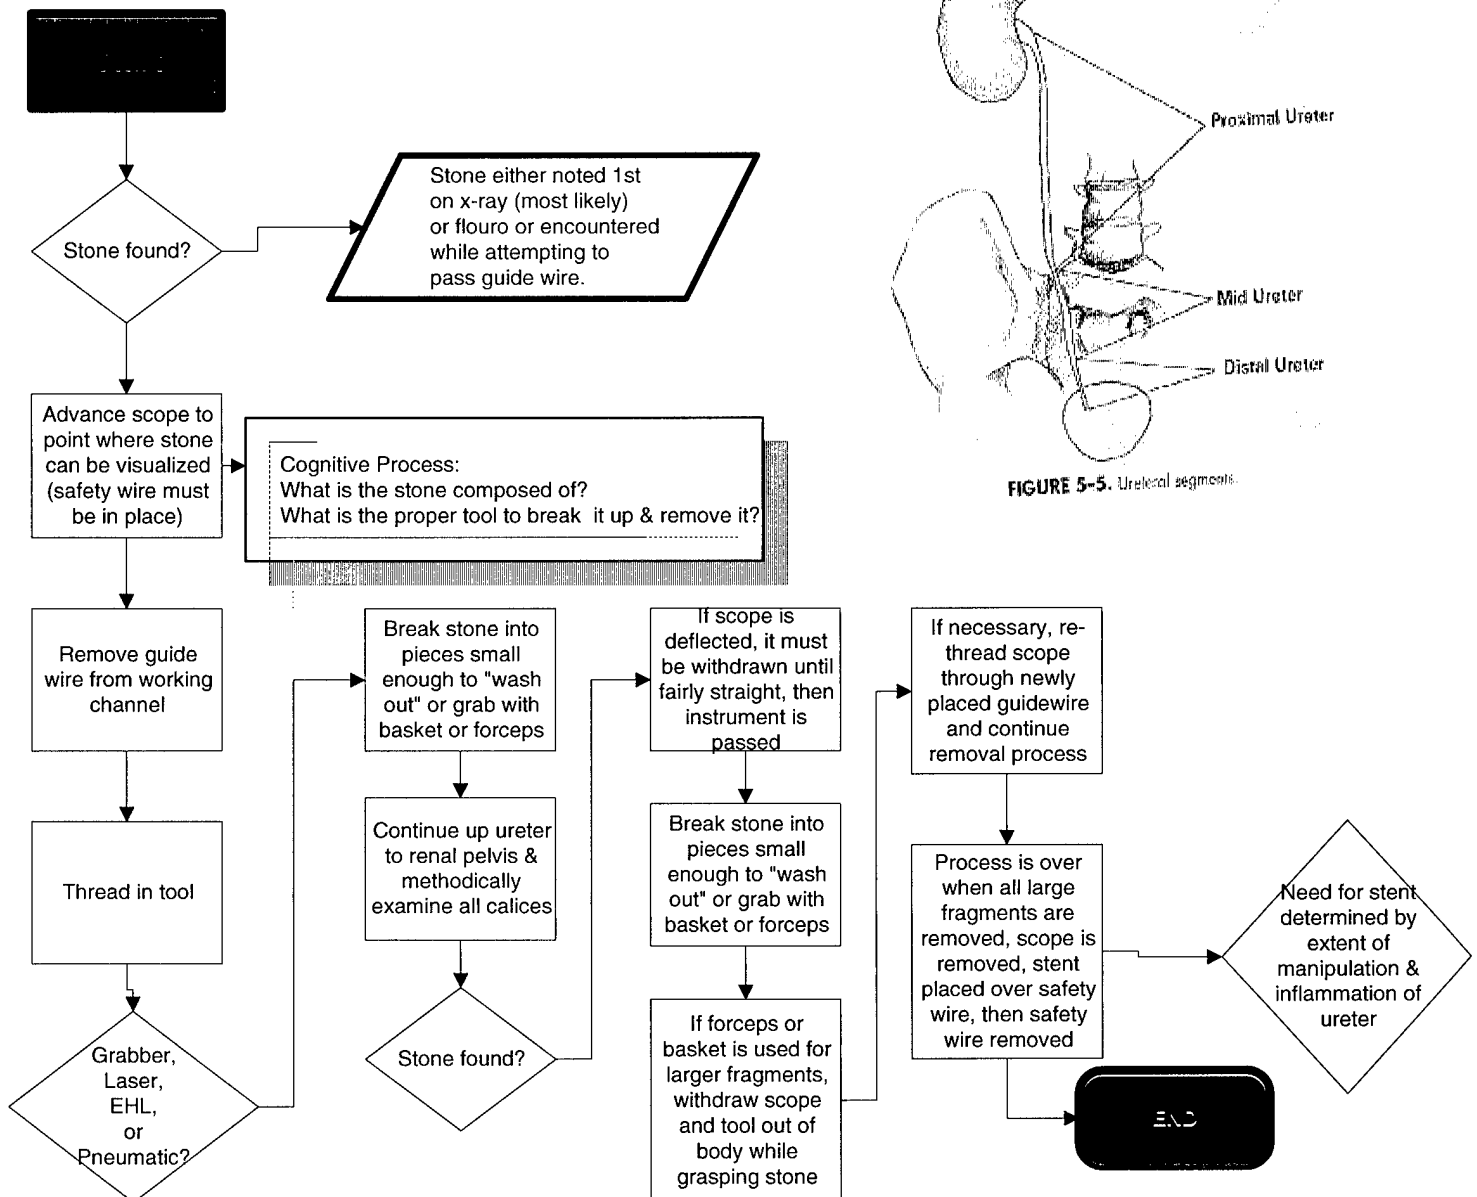 Stone found?
Stone either noted 1st
on x-ray (most likely)
or flouro or encountered
while attempting to
pass guide wire.
Advance scope to
point where stone
can be visualized
(safety wire must
be in place)
Cognitive Process:
What is the stone composed of?
What is the proper tool to break it up & remove it?
Remove guide
wire from working
channel
Thread in tool
Grabber,
Laser,
EHL,
or
Pneumatic?
Break stone into
pieces small
enough to "wash
out" or grab with
basket or forceps
Continue up ureter
to renal pelvis &
methodically
examine all calices
Stone found?
If scope is
deflected, it must
be withdrawn until
fairly straight, then
instrument is
passed
Break stone into
pieces small
enough to "wash
out" or grab with
basket or forceps
If forceps or
basket is used for
larger fragments,
withdraw scope
and tool out of
body while
grasping stone
If necessary, re-
thread scope
through newly
placed guidewire
and continue
removal process
Process is over
when all large
fragments are
removed, scope is
removed, stent
placed over safety
wire, then safety
wire removed
Need for stent
determined by
extent of
manipulation &
inflammation of
ureter
END
Proximal Ureter
Mid Ureter
Distal Ureter
FIGURE 5-5. Ureteral segments.